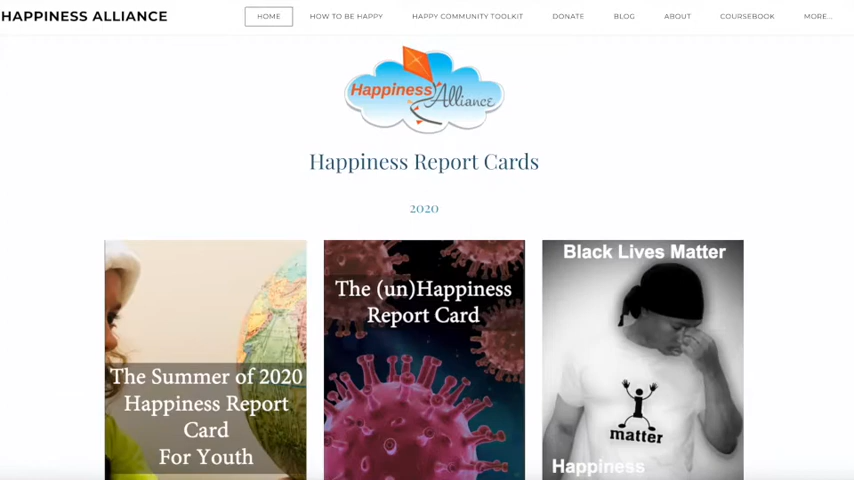 HAPPINESS ALLIANCE
HOME
HOW TO BE HAPPY
HAPPY COMMUNITY TOOLKIT
DONATE
BLOG
ABOUT
COURSEBOOK
MORE...
Happiness
Alliance
Happiness Report Cards
2020
The Summer of 2020
Happiness Report
Card
For Youth
The (un)Happiness
Report Card
Black Lives Matter
matter
Happiness